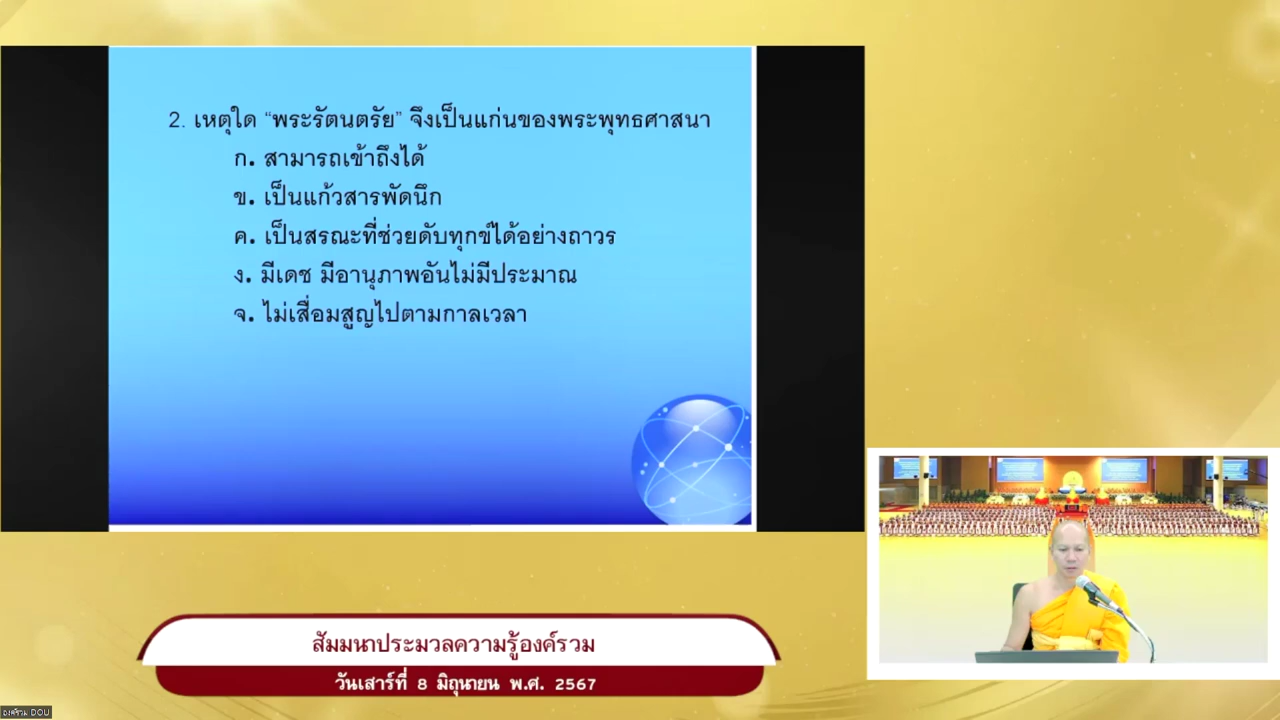 2. เหตุใด “พระรัตนตรัย” จึงเป็นแก่นของพระพุทธศาสนา
ก. สามารถเข้าถึงได้
ข. เป็นแก้วสารพัดนึก
ค. เป็นสรณะที่ช่วยดับทุกข์ได้อย่างถาวร
ง. มีเดช มีอานุภาพอันไม่มีประมาณ
จ. ไม่เสื่อมสูญไปตามกาลเวลา
สัมมนาประมวลความรู้องค์รวม
วันเสาร์ที่ 8 มิถุนายน พ.ศ. 2567
องค์รวม DOU